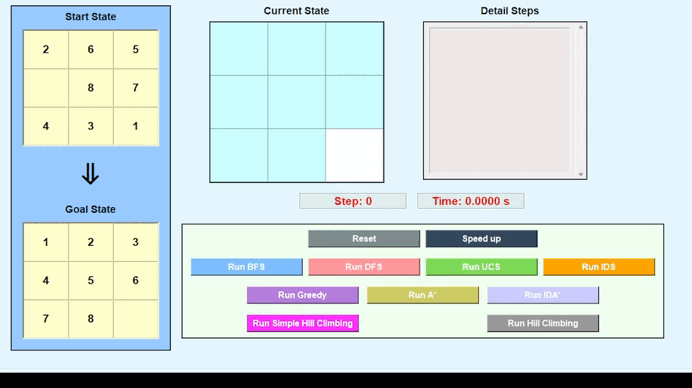 Start State
2 6 5
8 7
4 3 1
Goal State
1 2 3
4 5 6
7 8
Current State
Detail Steps
Step: 0
Time: 0.0000 s
Reset
Speed up
Run BFS
Run DFS
Run UCS
Run IDS
Run Greedy
Run A*
Run IDA*
Run Simple Hill Climbing
Run Hill Climbing